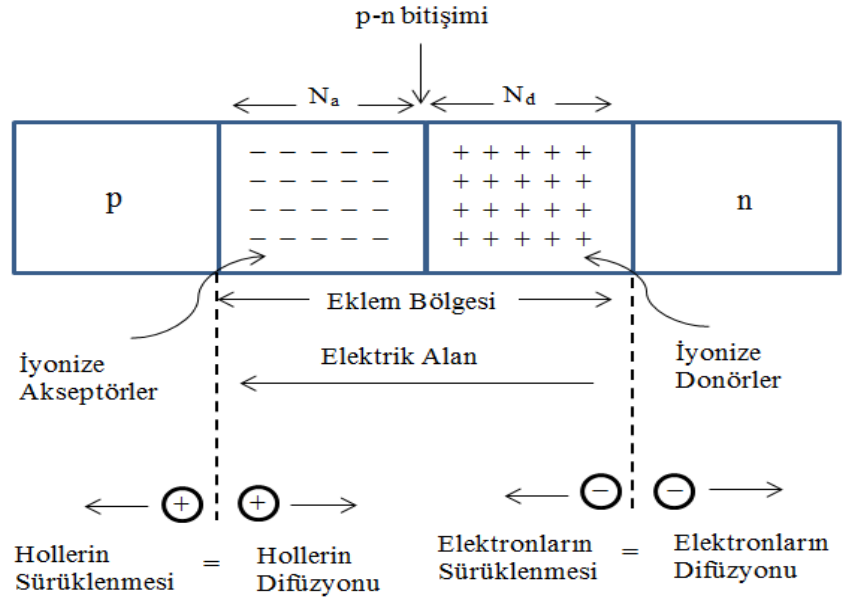 p-n bitişimi
Na
Nd
p
− − − − −
+ + + + +
− − − − −
+ + + + +
− − − − −
+ + + + +
− − − − −
+ + + + +
n
Eklem Bölgesi
İyonize
Akseptörler
Elektrik Alan
İyonize
Donörler
+
+
−
−
Hollerin
Sürüklenmesi
=
Hollerin
Difüzyonu
Elektronların
Sürüklenmesi
=
Elektronların
Difüzyonu